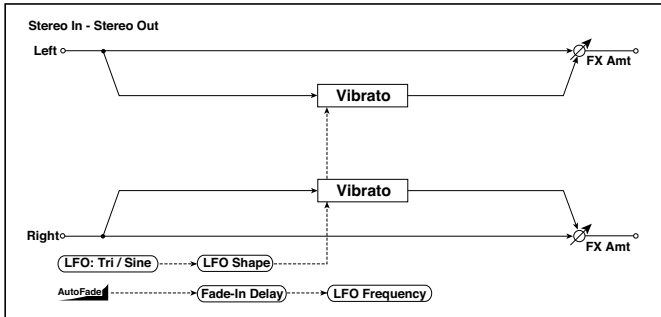 Stereo In - Stereo Out
Left
FX Amt
Vibrato
Vibrato
Right
FX Amt
LFO: Tri / Sine
LFO Shape
AutoFade
Fade-In Delay
LFO Frequency